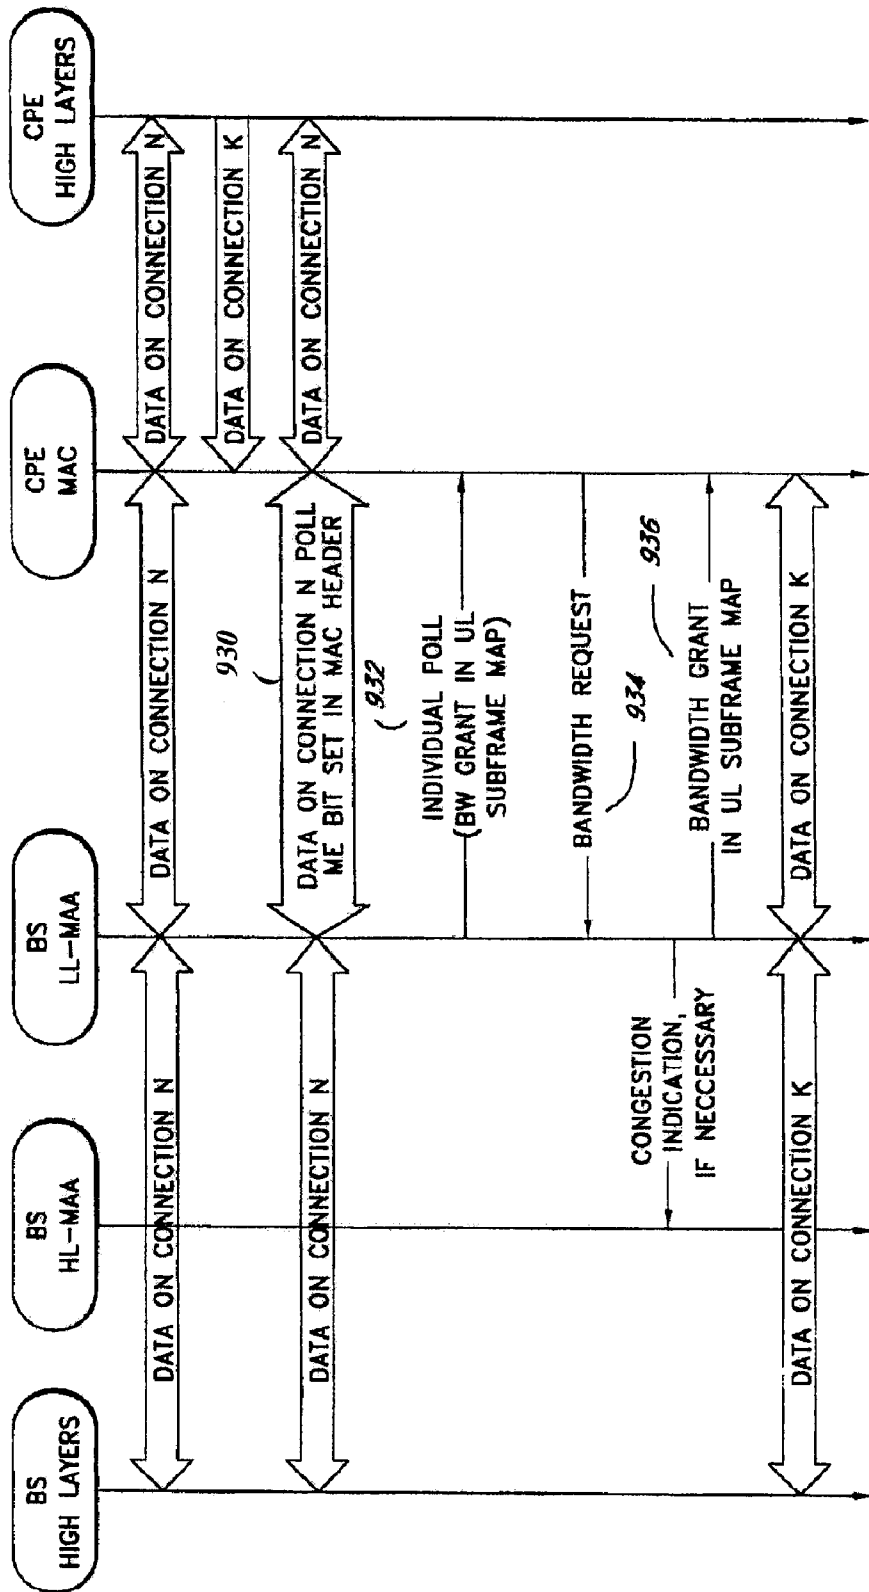 BS
HIGH LAYERS
BS
HL-MAA
BS
LL-MAA
CPE
MAC
CPE
HIGH LAYERS
DATA ON CONNECTION N
DATA ON CONNECTION N
DATA ON CONNECTION N
DATA ON CONNECTION K
930
DATA ON CONNECTION N
DATA ON CONNECTION N POLL
ME BIT SET IN MAC HEADER
DATA ON CONNECTION N
932
INDIVIDUAL POLL
(BW GRANT IN UL
SUBFRAME MAP)
BANDWIDTH REQUEST
934
CONGESTION
INDICATION,
IF NECCESSARY
936
BANDWIDTH GRANT
IN UL SUBFRAME MAP
DATA ON CONNECTION K
DATA ON CONNECTION K